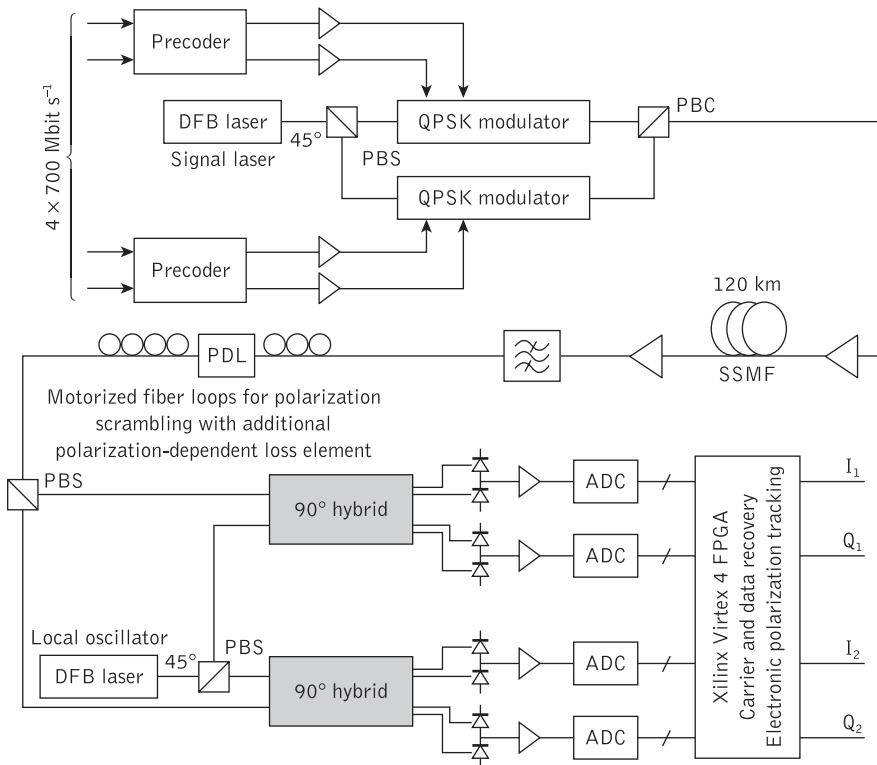 Precoder
4 × 700 Mbit s⁻¹
DFB laser
45°
Signal laser
QPSK modulator
PBC
PBS
QPSK modulator
Precoder
120 km
SSMF
PDL
Motorized fiber loops for polarization
scrambling with additional
polarization-dependent loss element
PBS
90° hybrid
ADC
I₁
ADC
Q₁
Local oscillator
DFB laser
45°
PBS
90° hybrid
ADC
I₂
ADC
Q₂
Xilinx Virtex 4 FPGA
Carrier and data recovery
Electronic polarization tracking